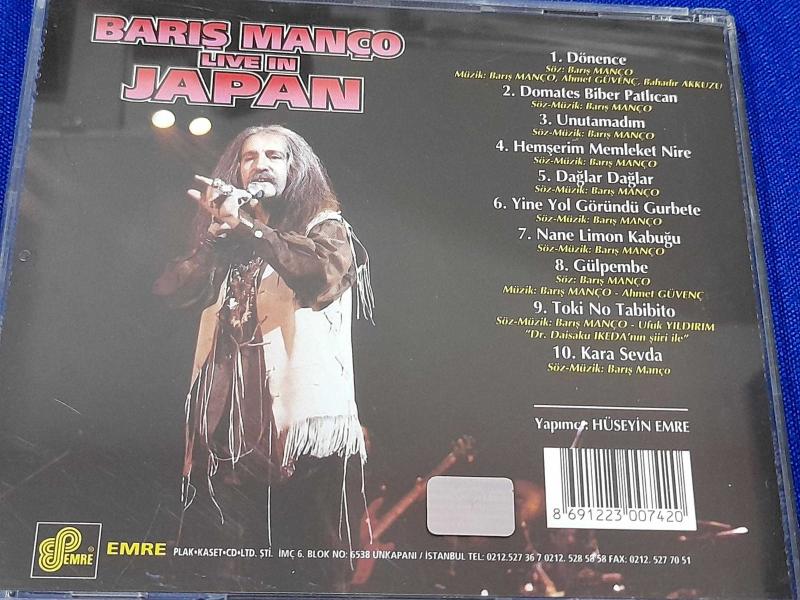 BARIŞ MANÇO
LIVE IN
JAPAN
1. Dönence
Söz: Barış MANÇO
Müzik: Barış MANÇO, Ahmet GÜVENÇ, Bahadır AKKUZU
2. Domates Biber Patlıcan
Söz-Müzik: Barış MANÇO
3. Unutamadım
Söz-Müzik: Barış MANÇO
4. Hemşerim Memleket Nire
Söz-Müzik: Barış MANÇO
5. Dağlar Dağlar
Söz-Müzik: Barış MANÇO
6. Yine Yol Göründü Gurbete
Söz-Müzik: Barış MANÇO
7. Nane Limon Kabuğu
Söz-Müzik: Barış MANÇO
8. Gülpembe
Söz: Barış MANÇO
Müzik: Barış MANÇO - Ahmet GÜVENÇ
9. Toki No Tabibito
Söz-Müzik: Barış MANÇO - Ufuk YILDIRIM
"Dr. Daisaku IKEDA'nın şiiri ile"
10. Kara Sevda
Söz-Müzik: Barış Manço
Yapımcı: HÜSEYİN EMRE
8 691223 007420
EMRE
EMRE PLAK•KASET•CD•LTD. ŞTİ. İMÇ 6. BLOK NO: 6538 UNKAPANI / İSTANBUL TEL: 0212.527 36 7 0212. 528 58 58 FAX: 0212. 527 70 51